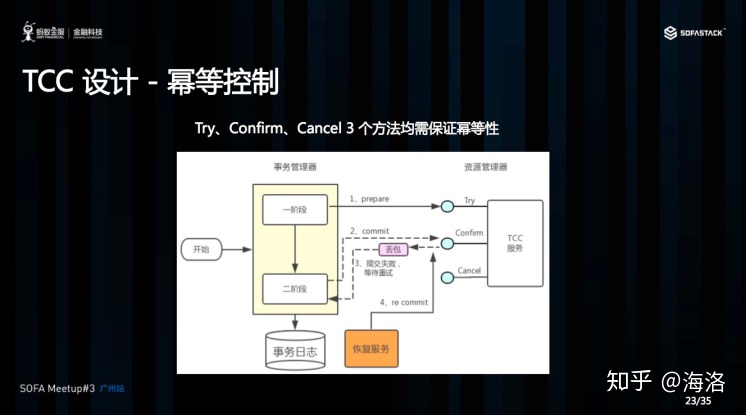 蚂蚁金服
ANT FINANCIAL
金融科技
SOFASTACK
TCC 设计 - 幂等控制
Try、Confirm、Cancel 3 个方法均需保证幂等性
事务管理器
资源管理器
一阶段
1、prepare
Try
2、commit
Confirm
TCC
服务
开始
丢包
3、提交失败,
等待重试
Cancel
二阶段
4、re commit
事务日志
恢复服务
SOFA Meetup#3 广州站
知乎 @海洛
23/35